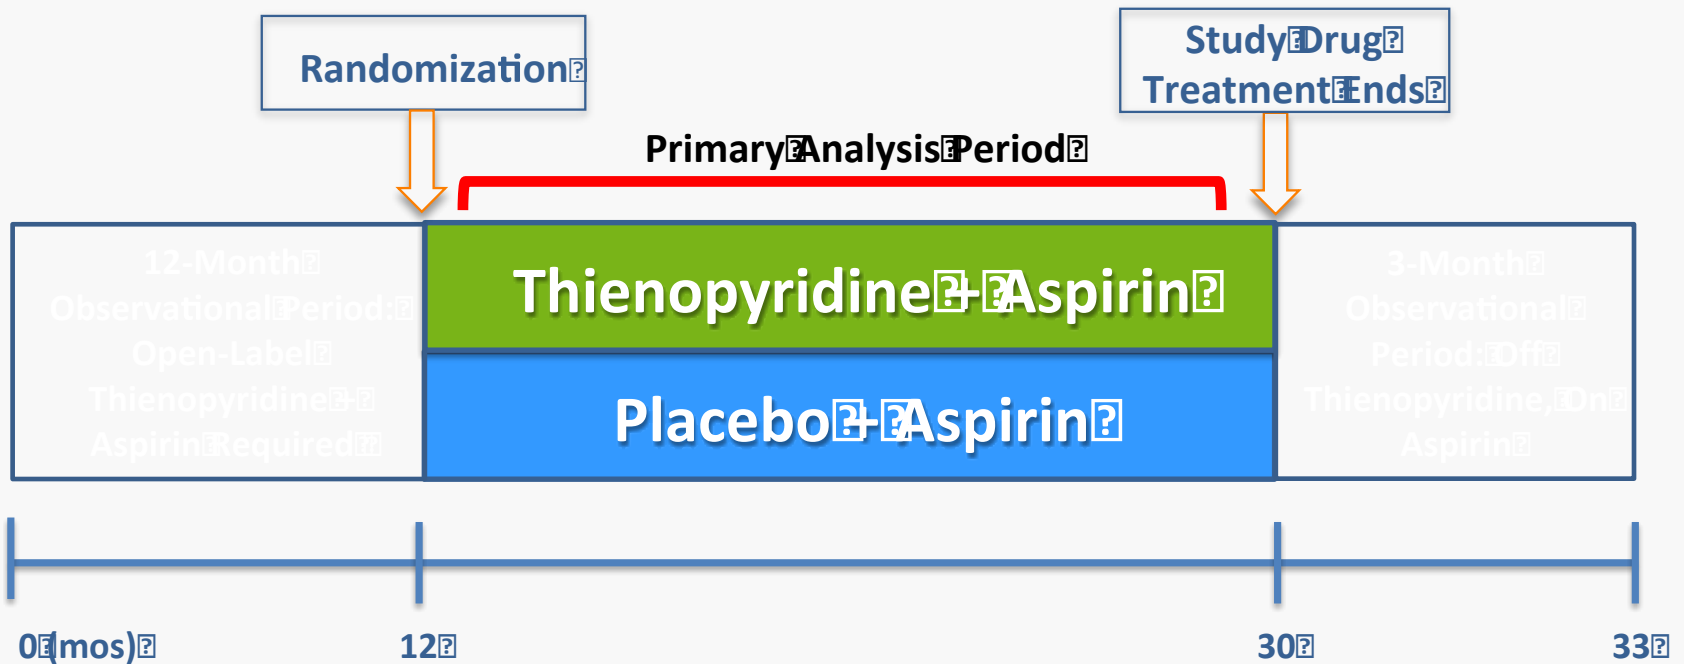 Randomization
Study Drug
Treatment Ends
Primary Analysis Period
12-Month
Observational Period:
Open-Label
Thienopyridine +
Aspirin Required
Thienopyridine + Aspirin
Placebo + Aspirin
3-Month
Observational
Period: Off
Thienopyridine, On
Aspirin
0 (mos) 12 30 33